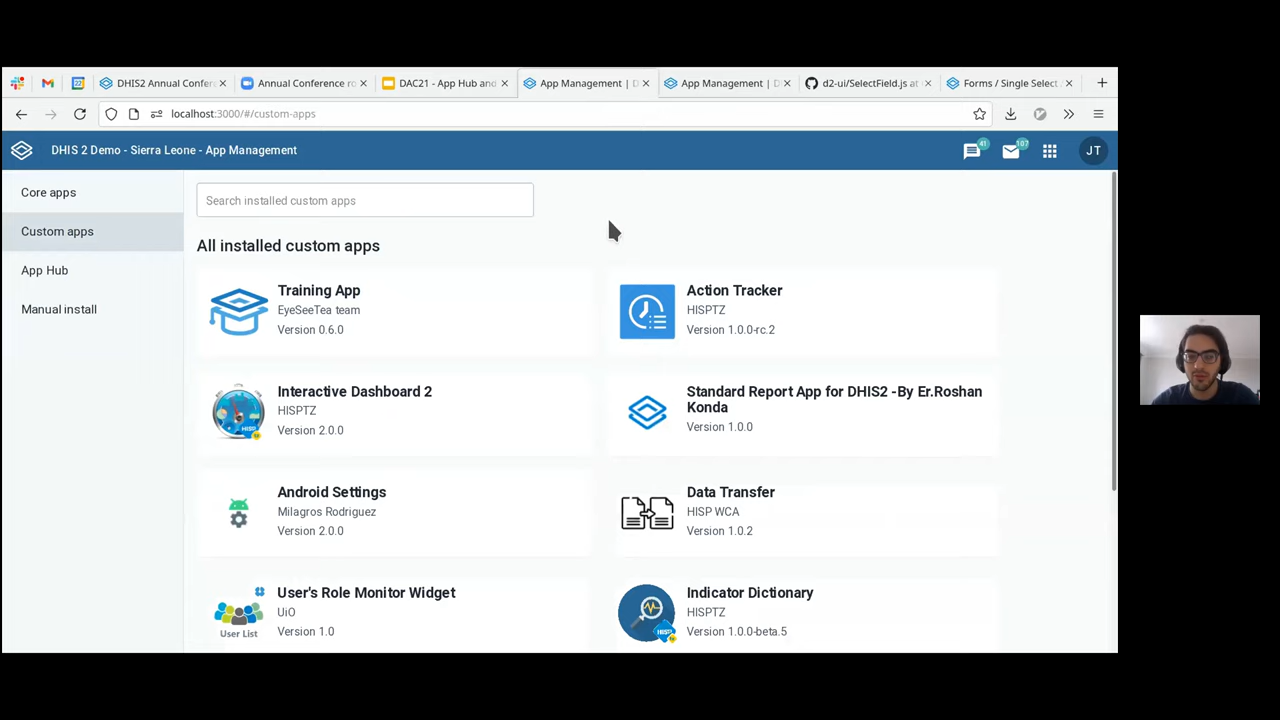 DHIS2 Annual Confer
Annual Conference ro
DAC21 - App Hub and
App Management | D
App Management | D
d2-ui/SelectField.js at
Forms / Single Select
localhost:3000/#/custom-apps
DHIS 2 Demo - Sierra Leone - App Management
41
107
JT
Core apps
Custom apps
App Hub
Manual install
Search installed custom apps
All installed custom apps
Training App
EyeSeeTea team
Version 0.6.0
Action Tracker
HISPTZ
Version 1.0.0-rc.2
Interactive Dashboard 2
HISPTZ
Version 2.0.0
Standard Report App for DHIS2 -By Er.Roshan
Konda
Version 1.0.0
Android Settings
Milagros Rodriguez
Version 2.0.0
Data Transfer
HISP WCA
Version 1.0.2
User List
User's Role Monitor Widget
UiO
Version 1.0
Indicator Dictionary
HISPTZ
Version 1.0.0-beta.5